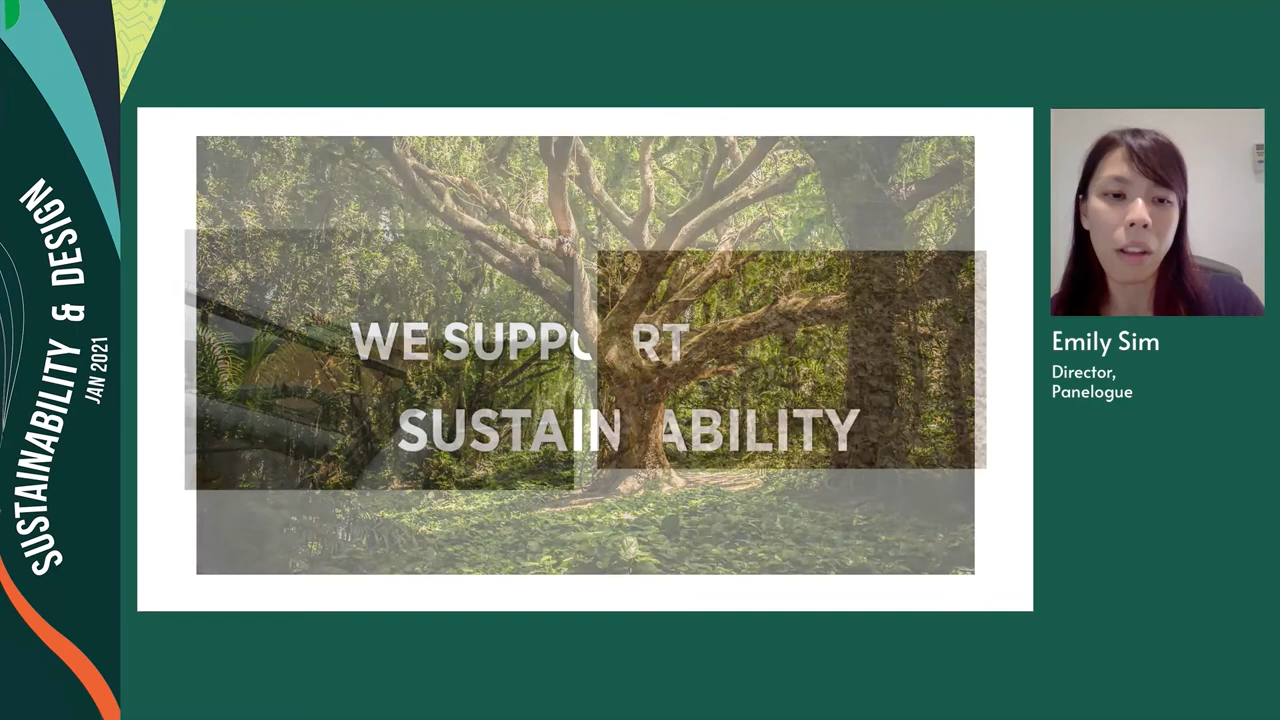 SUSTAINABILITY & DESIGN
JAN 2021
WE SUPPORT
SUSTAINABILITY
Emily Sim
Director,
Panelogue